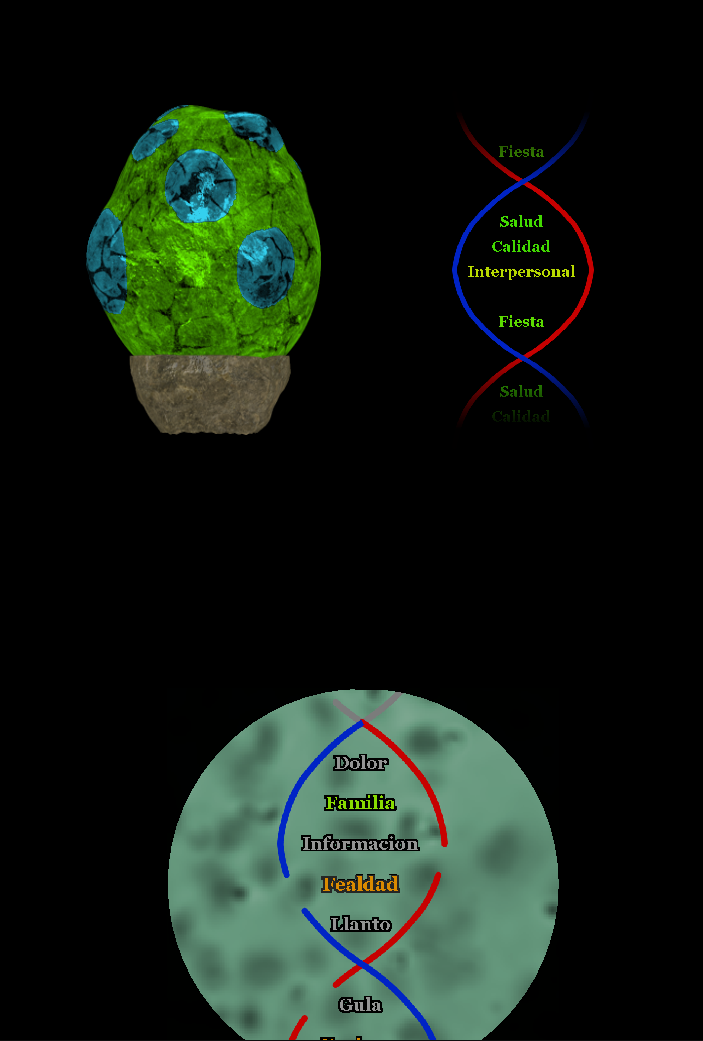 Fiesta
Salud
Calidad
Interpersonal
Fiesta
Salud
Calidad
Dolor
Familia
Informacion
Fealdad
Llanto
Gula